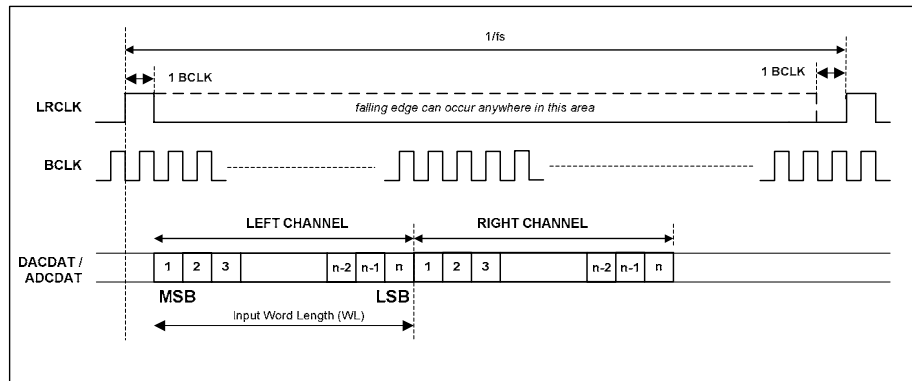 1/fs
1 BCLK
1 BCLK
LRCLK
falling edge can occur anywhere in this area
BCLK
LEFT CHANNEL
RIGHT CHANNEL
DACDAT /
ADCDAT
1 2 3 n-2 n-1 n 1 2 3 n-2 n-1 n
MSB LSB
Input Word Length (WL)